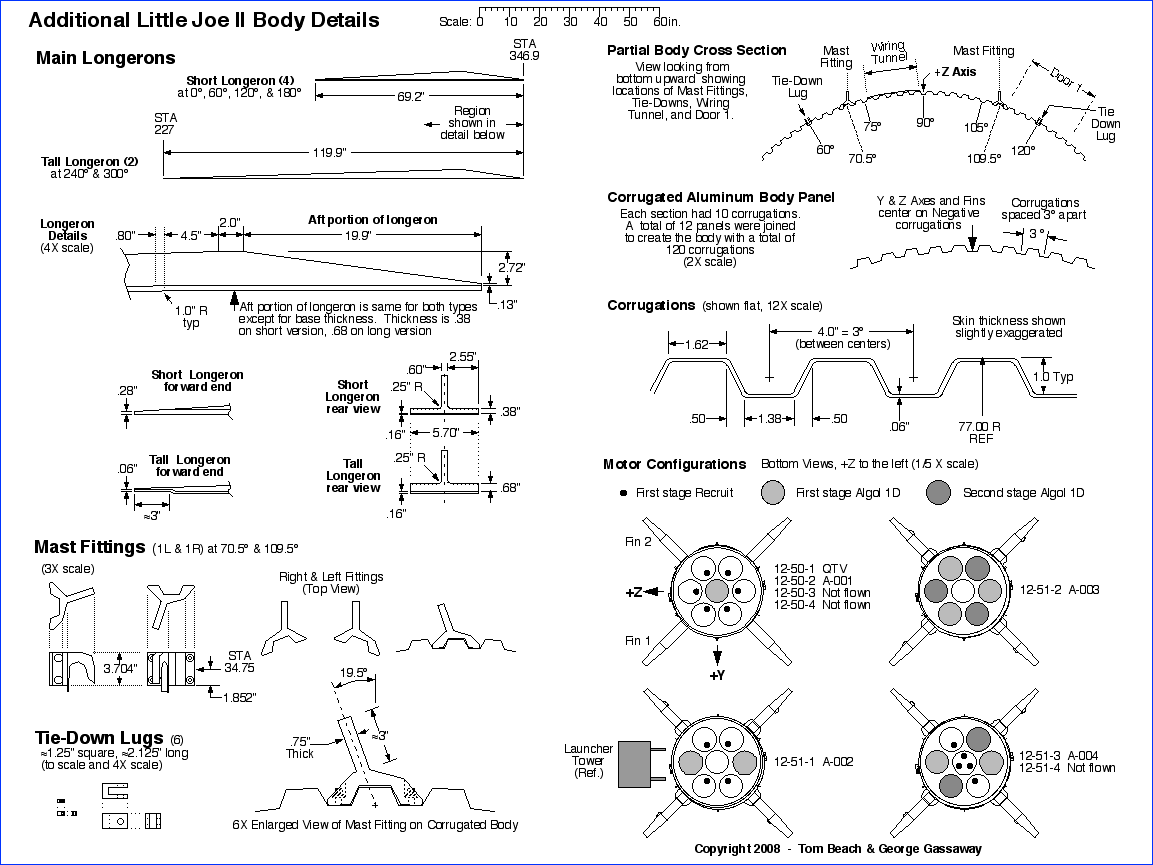 Additional Little Joe II Body Details
Scale: 0 10 20 30 40 50 60in.
Main Longerons
STA
346.9
Short Longeron (4)
at 0°, 60°, 120°, & 180°
69.2"
STA
227
Region
shown in
detail below
119.9"
Tall Longeron (2)
at 240° & 300°
Longeron
Details
(4X scale)
.80"
4.5"
2.0"
Aft portion of longeron
19.9"
2.72"
.13"
1.0" R
typ
Aft portion of longeron is same for both types
except for base thickness. Thickness is .38
on short version, .68 on long version
Short Longeron
forward end
.28"
Short
Longeron
rear view
.60"
2.55"
.25" R
.38"
.16"
5.70"
Tall Longeron
forward end
.06"
≈3"
Tall
Longeron
rear view
.25" R
.68"
.16"
Mast Fittings (1L & 1R) at 70.5° & 109.5°
(3X scale)
Right & Left Fittings
(Top View)
3.704"
STA
34.75
1.852"
19.5°
.75"
Thick
≈3"
Tie-Down Lugs (6)
≈1.25" square, ≈2.125" long
(to scale and 4X scale)
6X Enlarged View of Mast Fitting on Corrugated Body
Partial Body Cross Section
View looking from
bottom upward showing
locations of Mast Fittings,
Tie-Downs, Wiring
Tunnel, and Door 1.
Mast
Fitting
Wiring
Tunnel
Mast Fitting
+Z Axis
Tie-Down
Lug
Door 1
Tie
Down
Lug
60°
70.5°
75°
90°
105°
109.5°
120°
Corrugated Aluminum Body Panel
Each section had 10 corrugations.
A total of 12 panels were joined
to create the body with a total of
120 corrugations
(2X scale)
Y & Z Axes and Fins
center on Negative
corrugations
Corrugations
spaced 3° apart
3°
Corrugations (shown flat, 12X scale)
Skin thickness shown
slightly exaggerated
1.62
4.0" = 3°
(between centers)
1.0 Typ
.50
1.38
.50
.06"
77.00 R
REF
Motor Configurations Bottom Views, +Z to the left (1/5 X scale)
First stage Recruit
First stage Algol 1D
Second stage Algol 1D
Fin 2
+Z
Fin 1
+Y
12-50-1 QTV
12-50-2 A-001
12-50-3 Not flown
12-50-4 Not flown
12-51-2 A-003
Launcher
Tower
(Ref.)
12-51-1 A-002
12-51-3 A-004
12-51-4 Not flown
Copyright 2008 - Tom Beach & George Gassaway